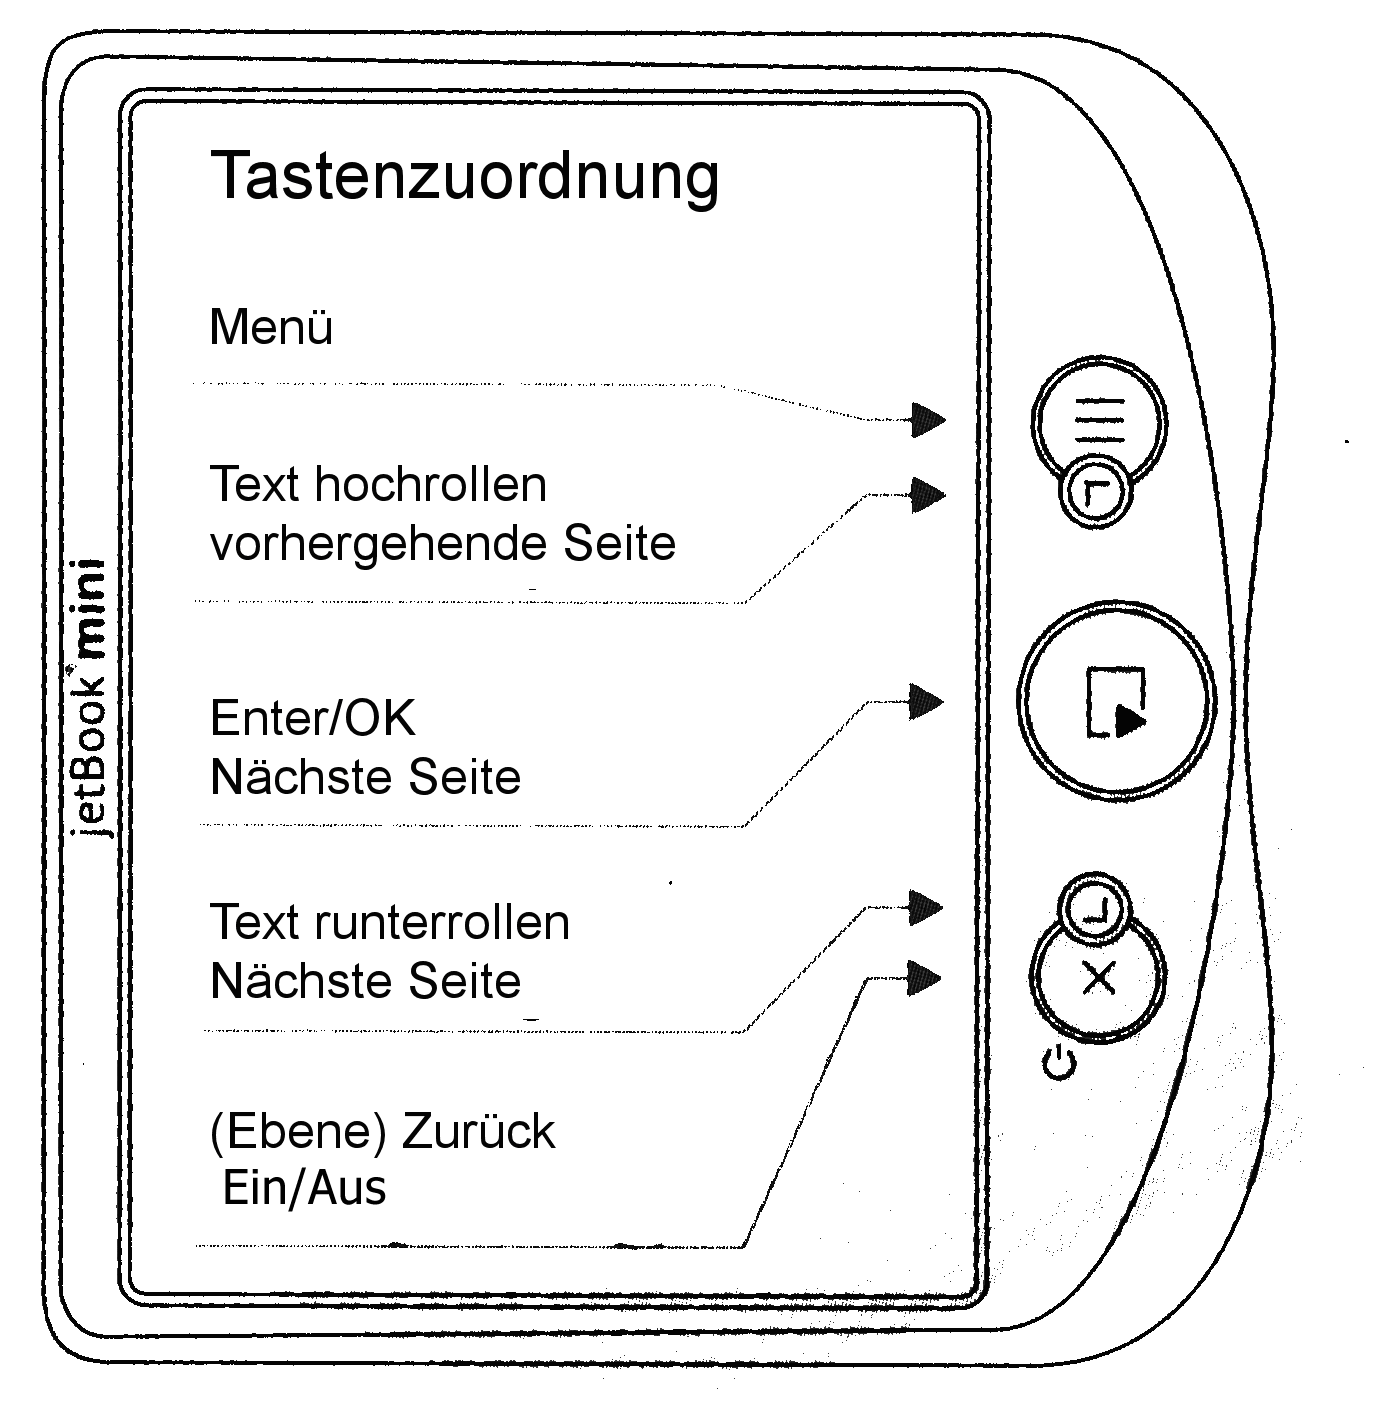 Tastenzuordnung
Menü
Text hochrollen
vorhergehende Seite
Enter/OK
Nächste Seite
Text runterrollen
Nächste Seite
(Ebene) Zurück
Ein/Aus
jetBook mini